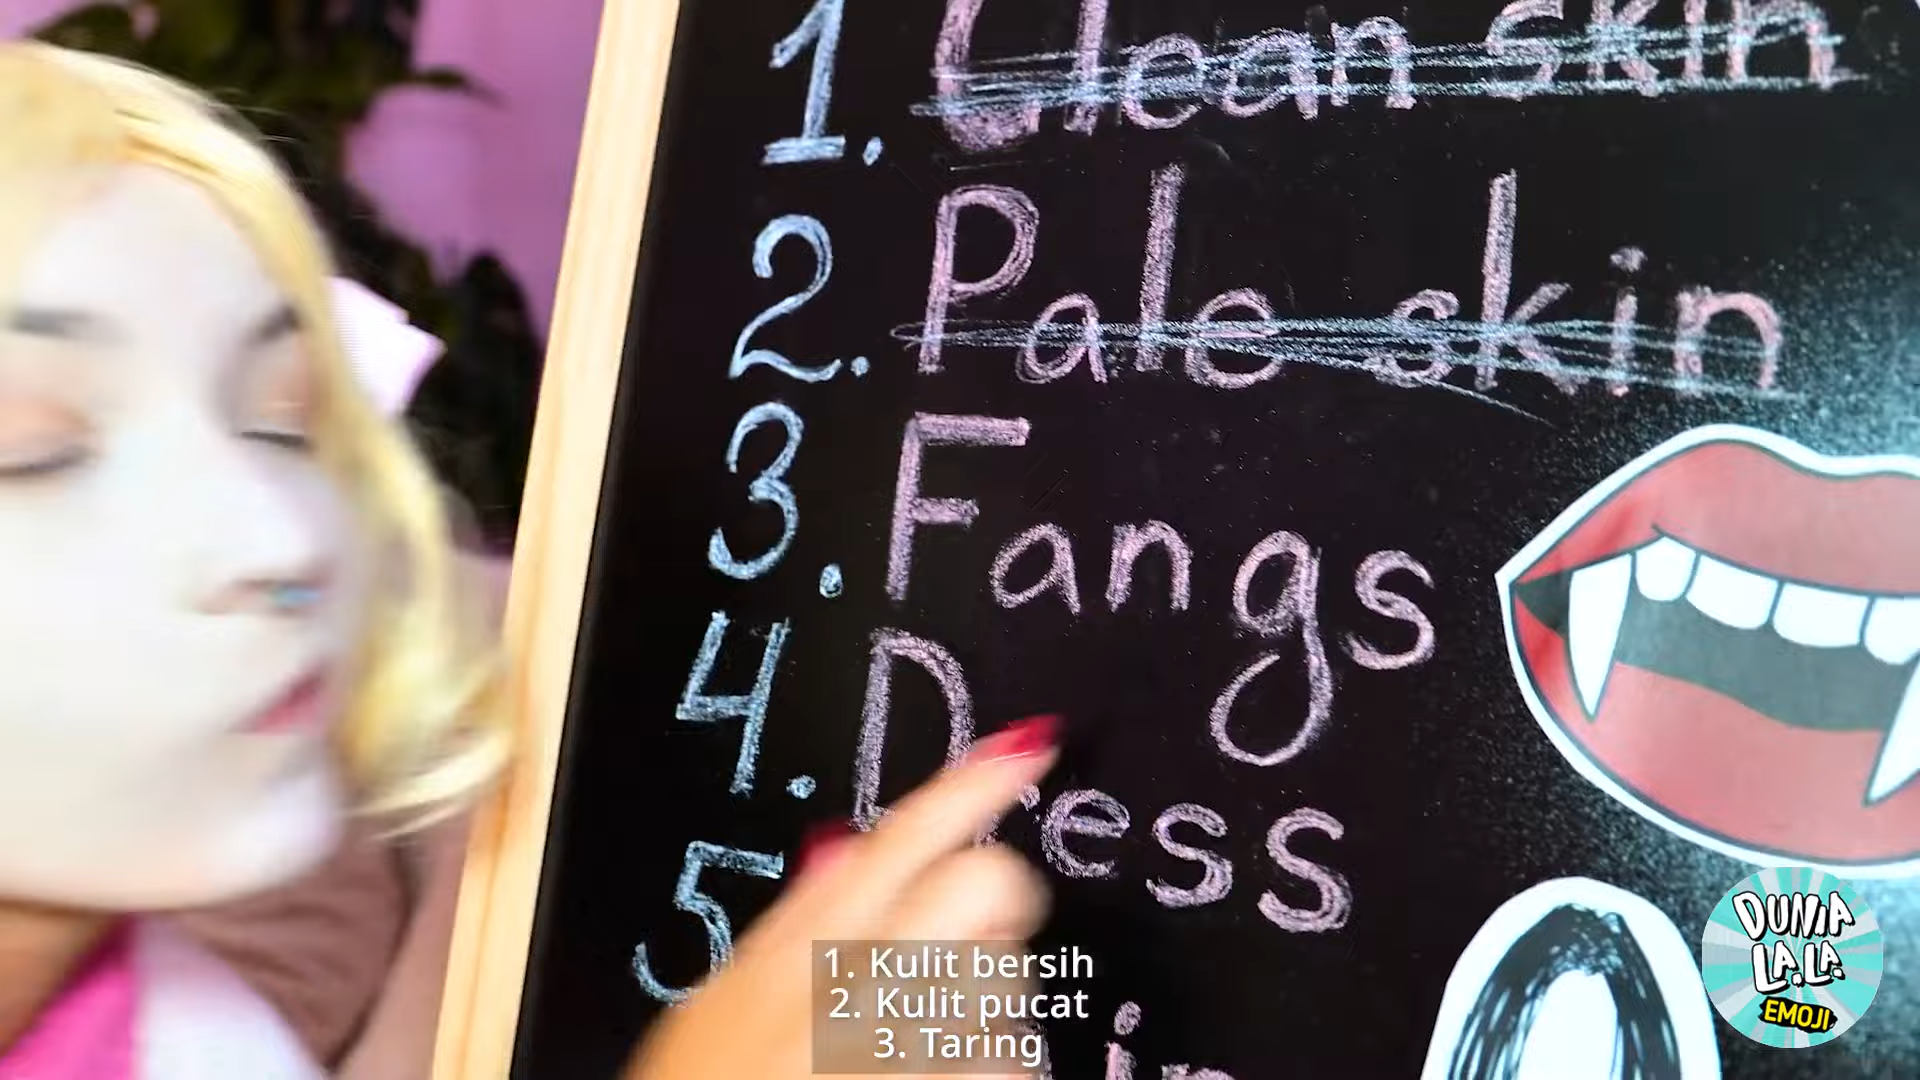 1. Clean skin
2. Pale skin
3. Fangs
4. Dress
5
1. Kulit bersih
2. Kulit pucat
3. Taring
DUNIA
LA.LA.
EMOJI